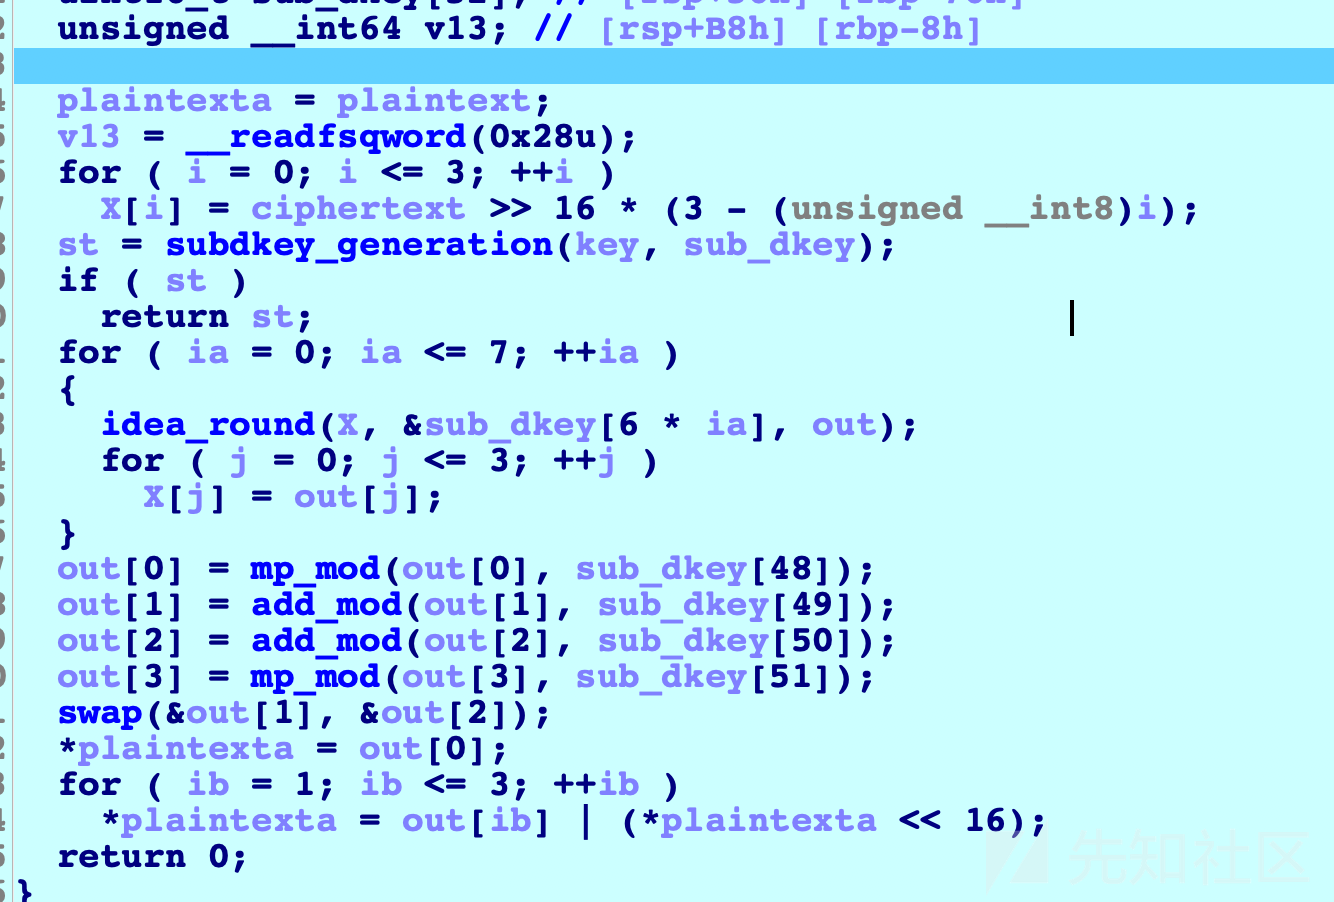 unsigned __int64 v13; // [rsp+B8h] [rbp-8h]
plaintexta = plaintext;
v13 = __readfsqword(0x28u);
for ( i = 0; i <= 3; ++i )
X[i] = ciphertext >> 16 * (3 - (unsigned __int8)i);
st = subdkey_generation(key, sub_dkey);
if ( st )
return st;
for ( ia = 0; ia <= 7; ++ia )
{
idea_round(X, &sub_dkey[6 * ia], out);
for ( j = 0; j <= 3; ++j )
X[j] = out[j];
}
out[0] = mp_mod(out[0], sub_dkey[48]);
out[1] = add_mod(out[1], sub_dkey[49]);
out[2] = add_mod(out[2], sub_dkey[50]);
out[3] = mp_mod(out[3], sub_dkey[51]);
swap(&out[1], &out[2]);
*plaintexta = out[0];
for ( ib = 1; ib <= 3; ++ib )
*plaintexta = out[ib] | (*plaintexta << 16);
return 0;
}
先知社区